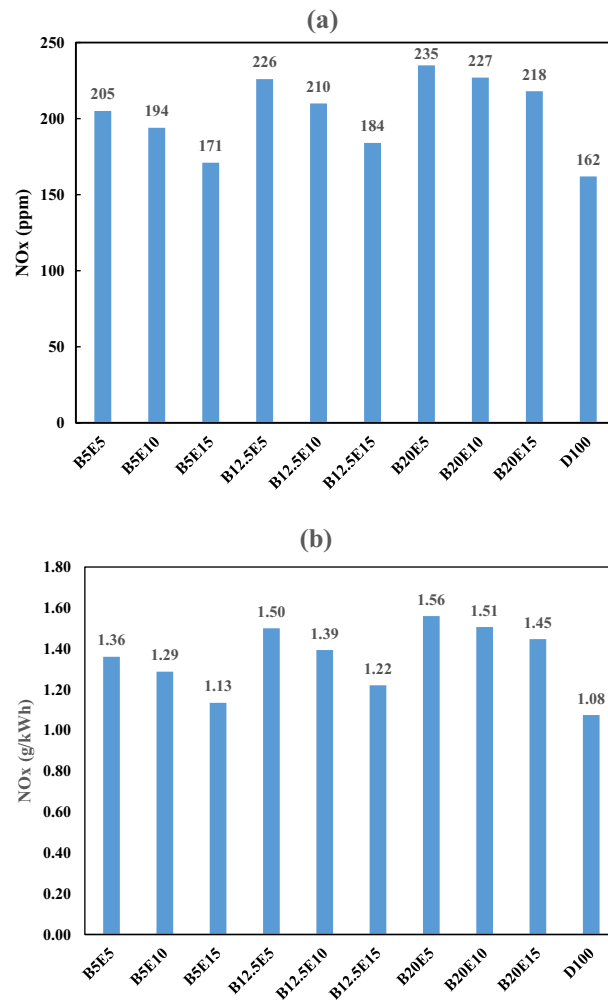 (a)
NOx (ppm)
250
200
150
100
50
0
205
194
171
226
210
184
235
227
218
162
B5E5
B5E10
B5E15
B12.5E5
B12.5E10
B12.5E15
B20E5
B20E10
B20E15
D100
(b)
NOx (g/kWh)
1.80
1.60
1.40
1.20
1.00
0.80
0.60
0.40
0.20
0.00
1.36
1.29
1.13
1.50
1.39
1.22
1.56
1.51
1.45
1.08
B5E5
B5E10
B5E15
B12.5E5
B12.5E10
B12.5E15
B20E5
B20E10
B20E15
D100